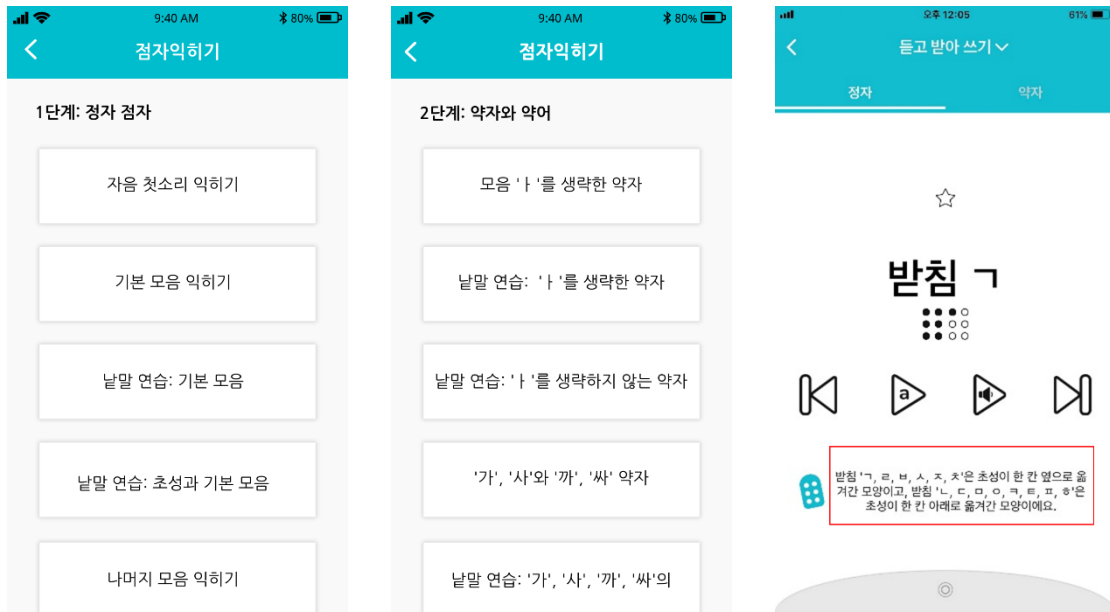 9:40 AM
80%
점자익히기
1단계: 정자 점자
자음 첫소리 익히기
기본 모음 익히기
낱말 연습: 기본 모음
낱말 연습: 초성과 기본 모음
나머지 모음 익히기
9:40 AM
80%
점자익히기
2단계: 약자와 약어
모음 'ㅏ'를 생략한 약자
낱말 연습: 'ㅏ'를 생략한 약자
낱말 연습: 'ㅏ'를 생략하지 않는 약자
'가', '사'와 '까', '싸' 약자
낱말 연습: '가', '사', '까', '싸'의
오후 12:05
61%
듣고 받아 쓰기
정자 약자
받침 ㄱ
a
받침 'ㄱ, ㄹ, ㅂ, ㅅ, ㅈ, ㅊ'은 초성이 한 칸 옆으로 옮
겨간 모양이고, 받침 'ㄴ, ㄷ, ㅁ, ㅇ, ㅋ, ㅌ, ㅍ, ㅎ'은
초성이 한 칸 아래로 옮겨간 모양이에요.